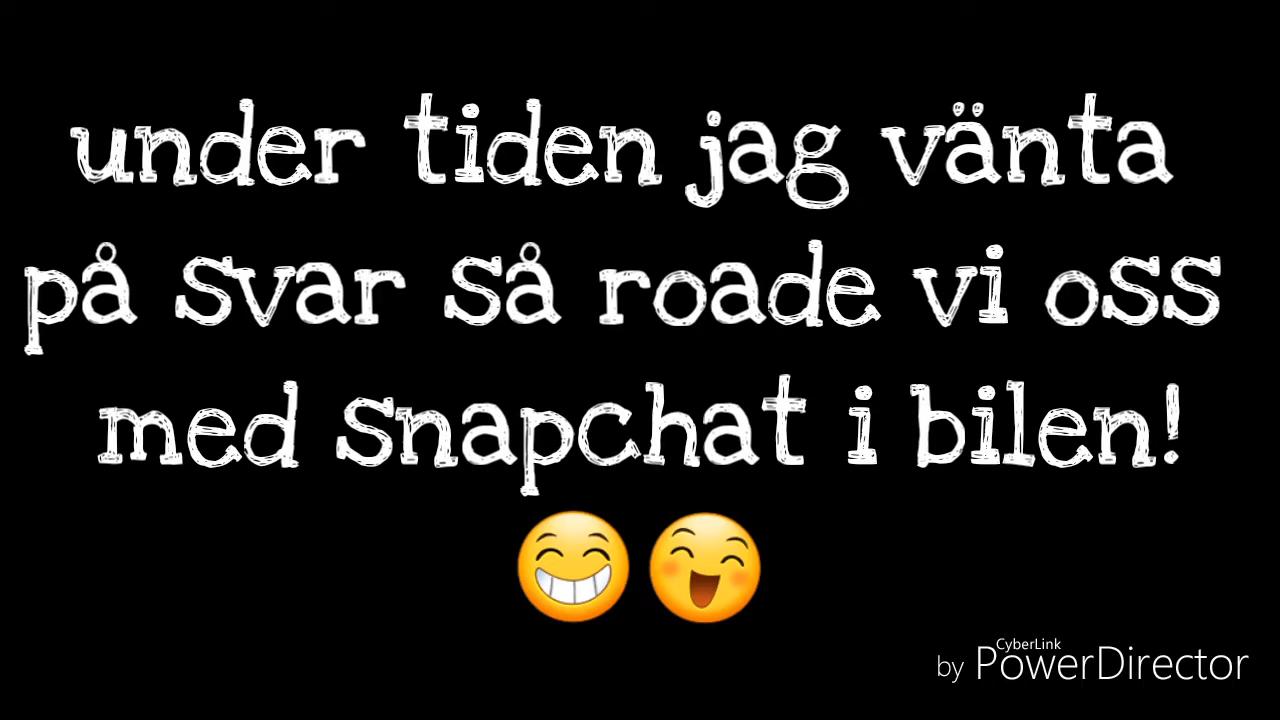 under tiden jag vänta
på svar så roade vi oss
med snapchat i bilen!
😁😄
CyberLink
by PowerDirector